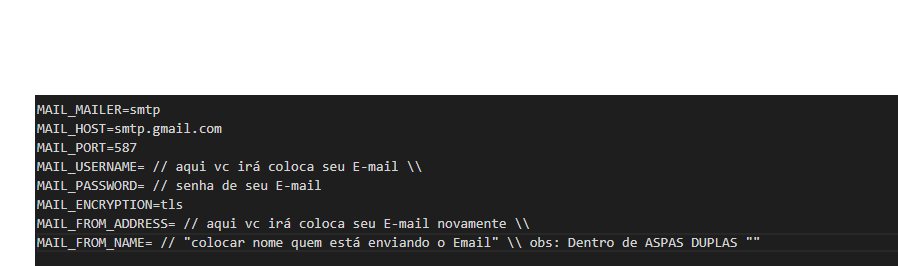 MAIL_MAILER=smtp
MAIL_HOST=smtp.gmail.com
MAIL_PORT=587
MAIL_USERNAME= // aqui vc irá coloca seu E-mail \\
MAIL_PASSWORD= // senha de seu E-mail
MAIL_ENCRYPTION=tls
MAIL_FROM_ADDRESS= // aqui vc irá coloca seu E-mail novamente \\
MAIL_FROM_NAME= // "colocar nome quem está enviando o Email" \\ obs: Dentro de ASPAS DUPLAS ""